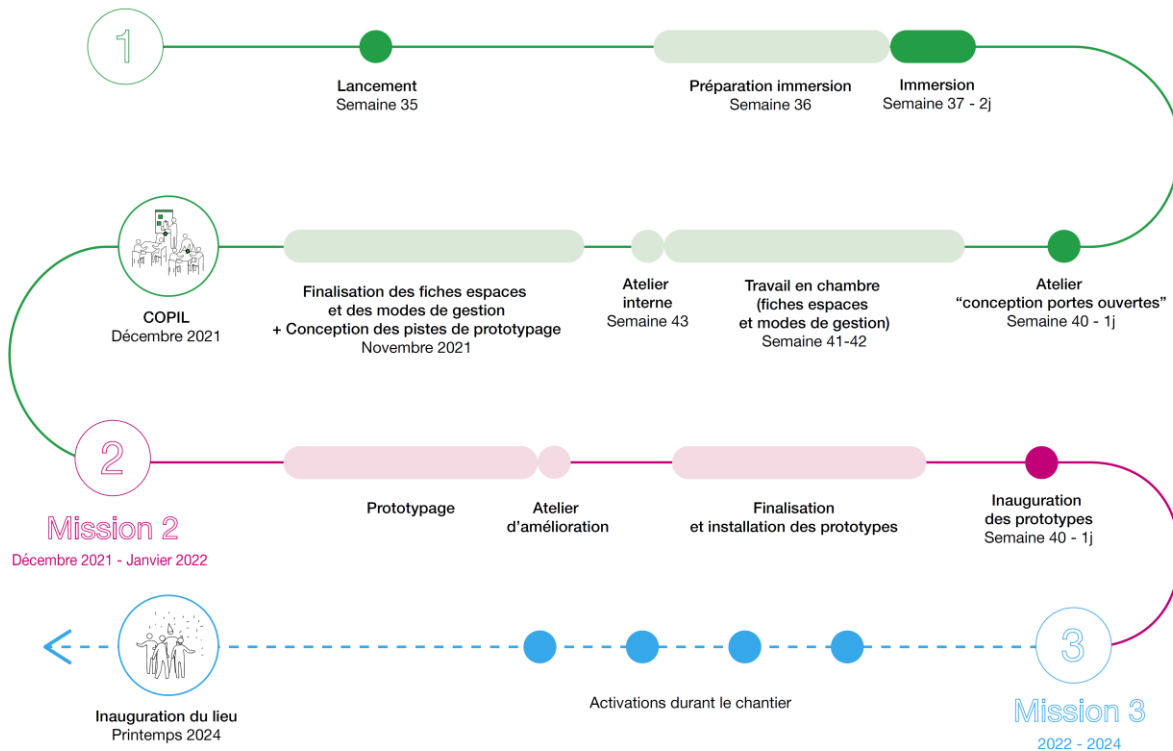 1
Lancement
Semaine 35
Préparation immersion
Semaine 36
Immersion
Semaine 37 - 2j
Atelier
“conception portes ouvertes”
Semaine 40 - 1j
Travail en chambre
(fiches espaces
et modes de gestion)
Semaine 41-42
Atelier
interne
Semaine 43
Finalisation des fiches espaces
et des modes de gestion
+ Conception des pistes de prototypage
Novembre 2021
COPIL
Décembre 2021
2
Mission 2
Décembre 2021 - Janvier 2022
Prototypage
Atelier
d’amélioration
Finalisation
et installation des prototypes
Inauguration
des prototypes
Semaine 40 - 1j
3
Mission 3
2022 - 2024
Activations durant le chantier
Inauguration du lieu
Printemps 2024